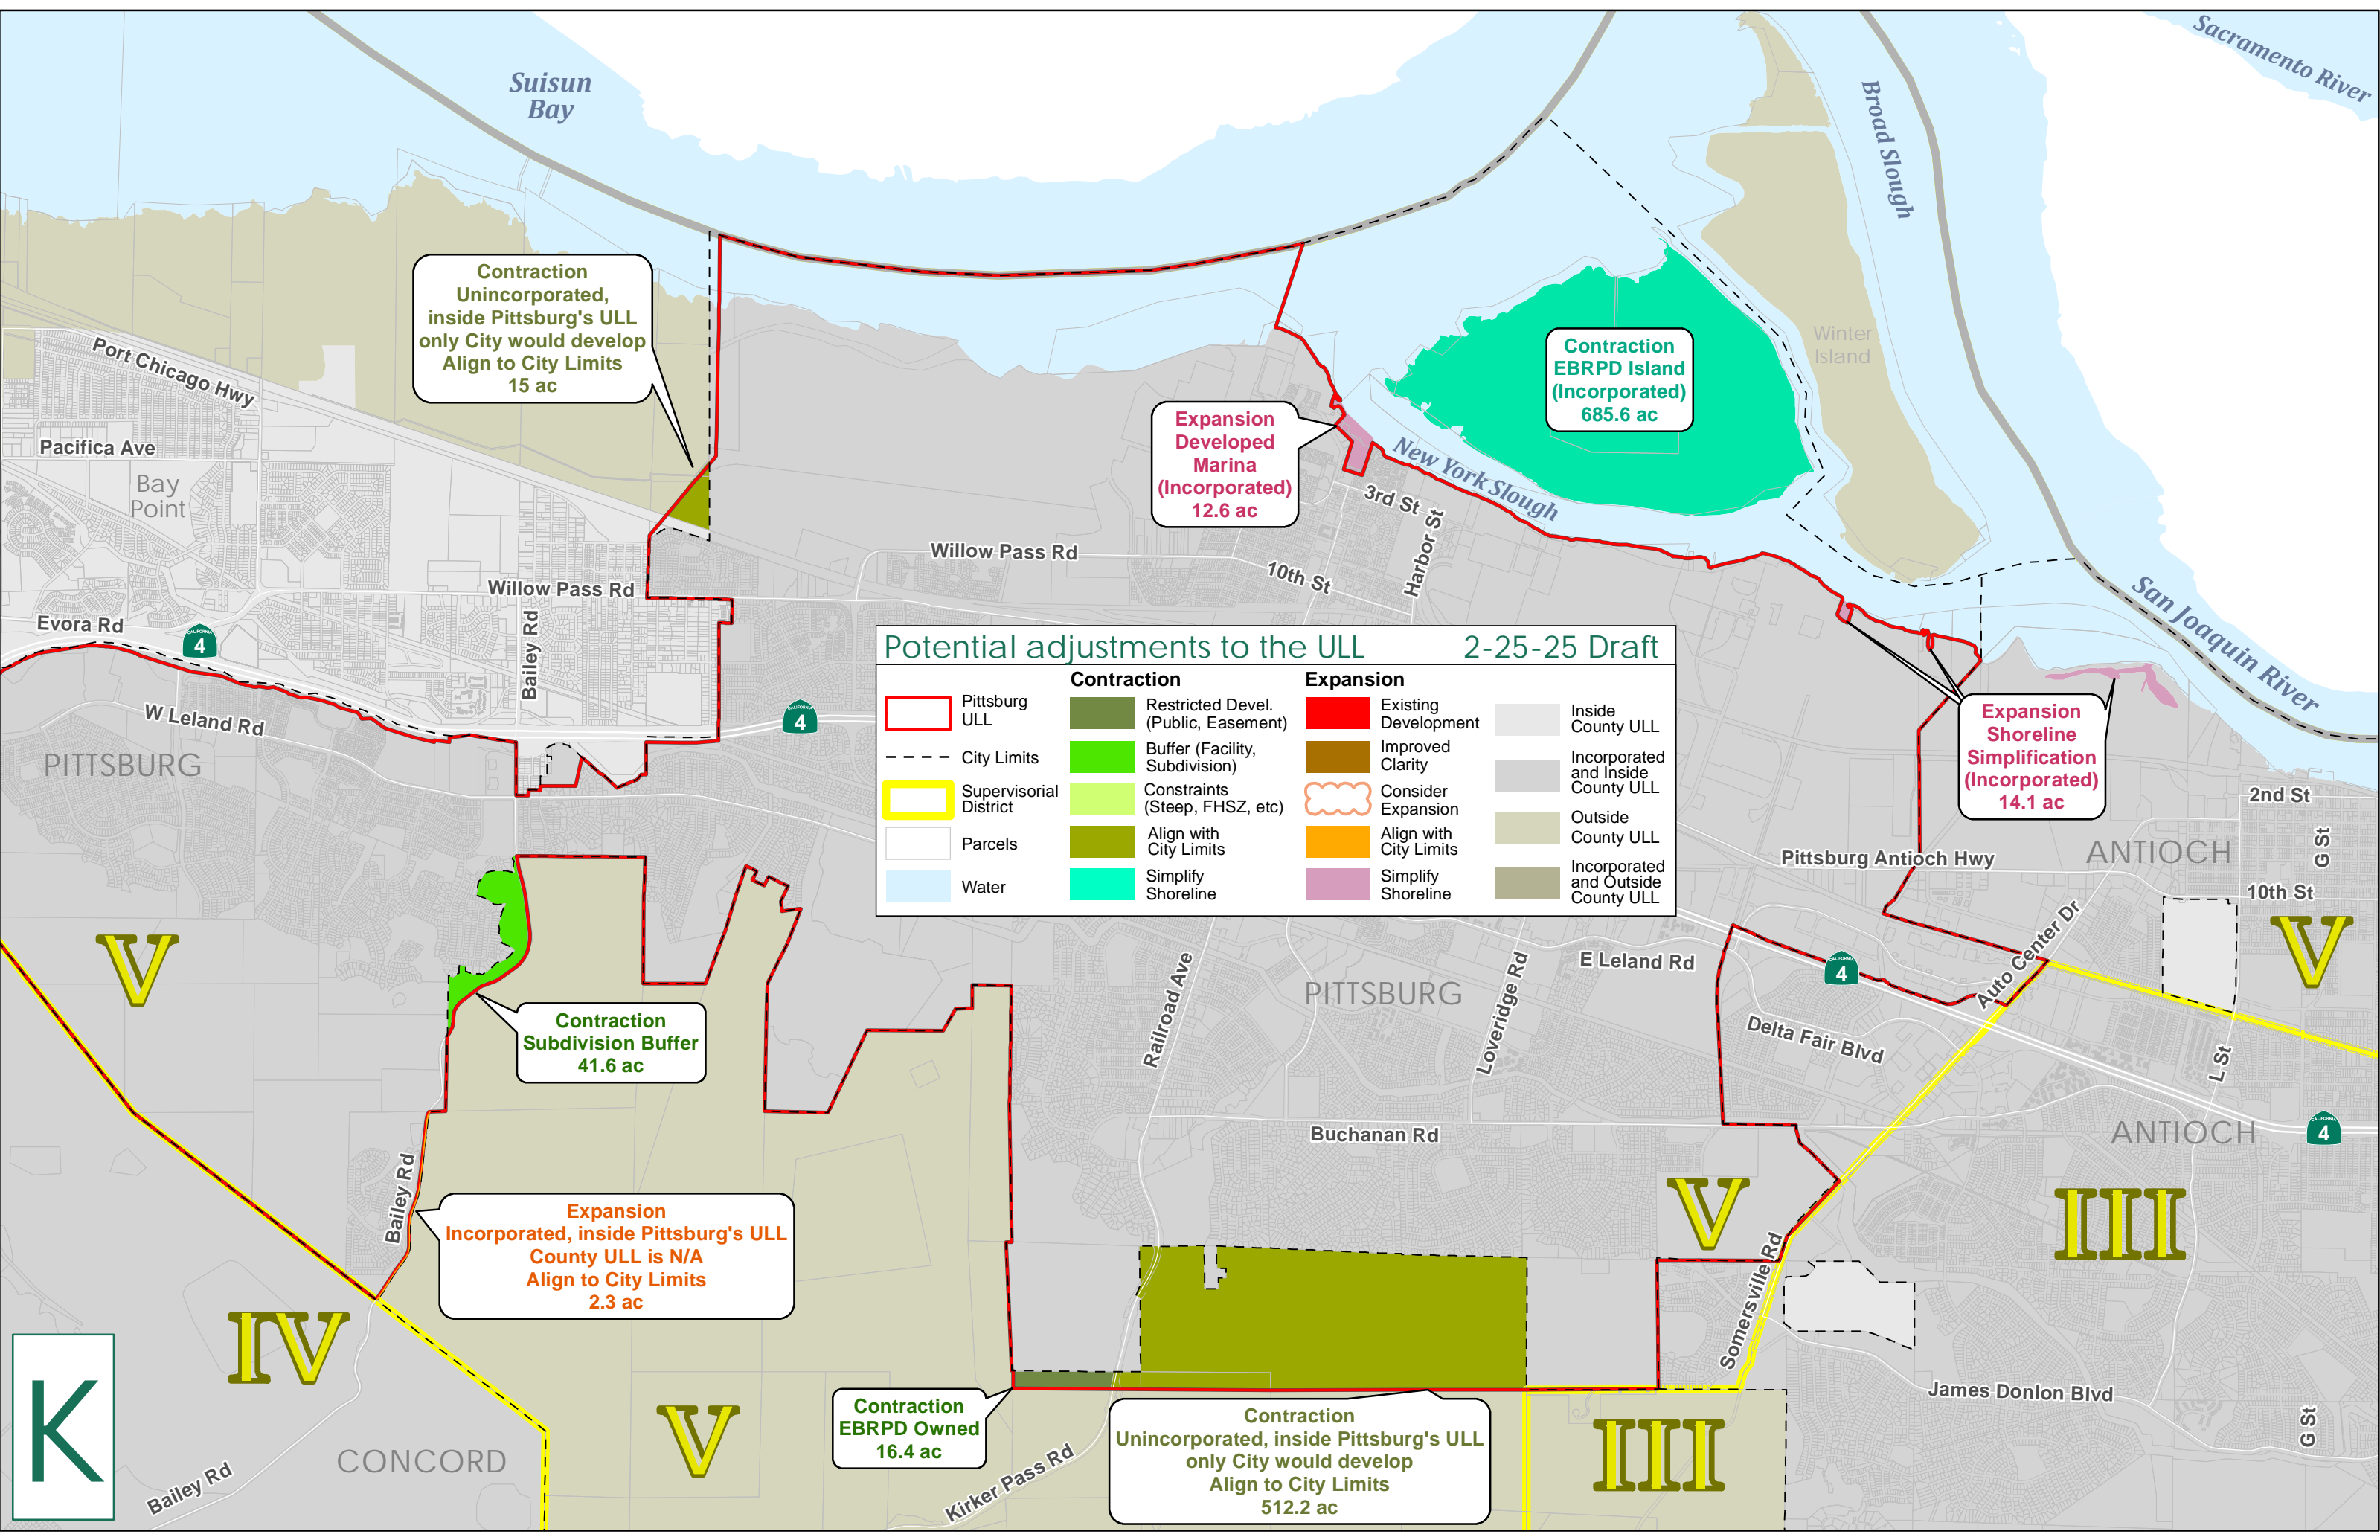 Suisun
Bay
Sacramento River
Broad Slough
Contraction
Unincorporated,
inside Pittsburg's ULL
only City would develop
Align to City Limits
15 ac
Port Chicago Hwy
Pacifica Ave
Bay
Point
Winter
Island
Contraction
EBRPD Island
(Incorporated)
685.6 ac
Expansion
Developed
Marina
(Incorporated)
12.6 ac
New York Slough
3rd St
Harbor St
10th St
Willow Pass Rd
Willow Pass Rd
Evora Rd
CALIFORNIA
4
Bailey Rd
W Leland Rd
PITTSBURG
CALIFORNIA
4
San Joaquin River
Potential adjustments to the ULL 2-25-25 Draft
Pittsburg
ULL
City Limits
Supervisorial
District
Parcels
Water
Contraction
Restricted Devel.
(Public, Easement)
Buffer (Facility,
Subdivision)
Constraints
(Steep, FHSZ, etc)
Align with
City Limits
Simplify
Shoreline
Expansion
Existing
Development
Improved
Clarity
Consider
Expansion
Align with
City Limits
Simplify
Shoreline
Inside
County ULL
Incorporated
and Inside
County ULL
Outside
County ULL
Incorporated
and Outside
County ULL
Expansion
Shoreline
Simplification
(Incorporated)
14.1 ac
2nd St
G St
ANTIOCH
Pittsburg Antioch Hwy
10th St
Auto Center Dr
V
V
E Leland Rd
CALIFORNIA
4
PITTSBURG
Railroad Ave
Loveridge Rd
Delta Fair Blvd
L St
Contraction
Subdivision Buffer
41.6 ac
Buchanan Rd
ANTIOCH
CALIFORNIA
4
Bailey Rd
Expansion
Incorporated, inside Pittsburg's ULL
County ULL is N/A
Align to City Limits
2.3 ac
V
III
Somersville Rd
IV
K
CONCORD
Bailey Rd
V
Contraction
EBRPD Owned
16.4 ac
Kirker Pass Rd
Contraction
Unincorporated, inside Pittsburg's ULL
only City would develop
Align to City Limits
512.2 ac
III
James Donlon Blvd
G St